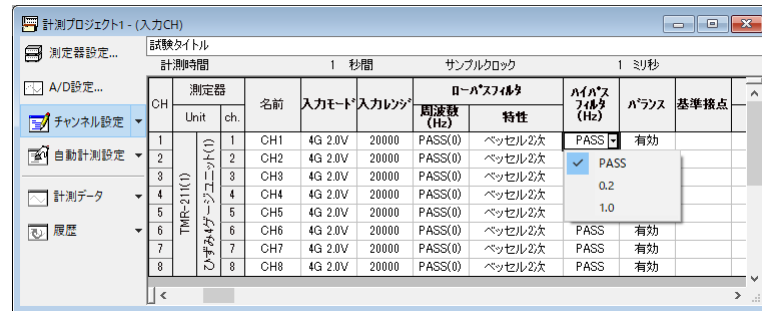 計測プロジェクト1 - (入力CH)
測定器設定...
A/D設定...
チャンネル設定
自動計測設定
計測データ
履歴
試験タイトル
計測時間 1 秒間 サンプルクロック 1 ミリ秒
CH 測定器 名前 入力モード 入力レンジ ローパスフィルタ ハイパスフィルタ(Hz) バランス 基準接点
Unit ch. 周波数(Hz) 特性
TMR-211(1)
ひずみ4ゲージユニット(1)
1 1 CH1 4G 2.0V 20000 PASS(0) ベッセル2次 PASS 有効
2 2 CH2 4G 2.0V 20000 PASS(0) ベッセル2次
3 3 CH3 4G 2.0V 20000 PASS(0) ベッセル2次
4 4 CH4 4G 2.0V 20000 PASS(0) ベッセル2次
5 5 CH5 4G 2.0V 20000 PASS(0) ベッセル2次
6 6 CH6 4G 2.0V 20000 PASS(0) ベッセル2次 PASS 有効
7 7 CH7 4G 2.0V 20000 PASS(0) ベッセル2次 PASS 有効
8 8 CH8 4G 2.0V 20000 PASS(0) ベッセル2次 PASS 有効
PASS
0.2
1.0